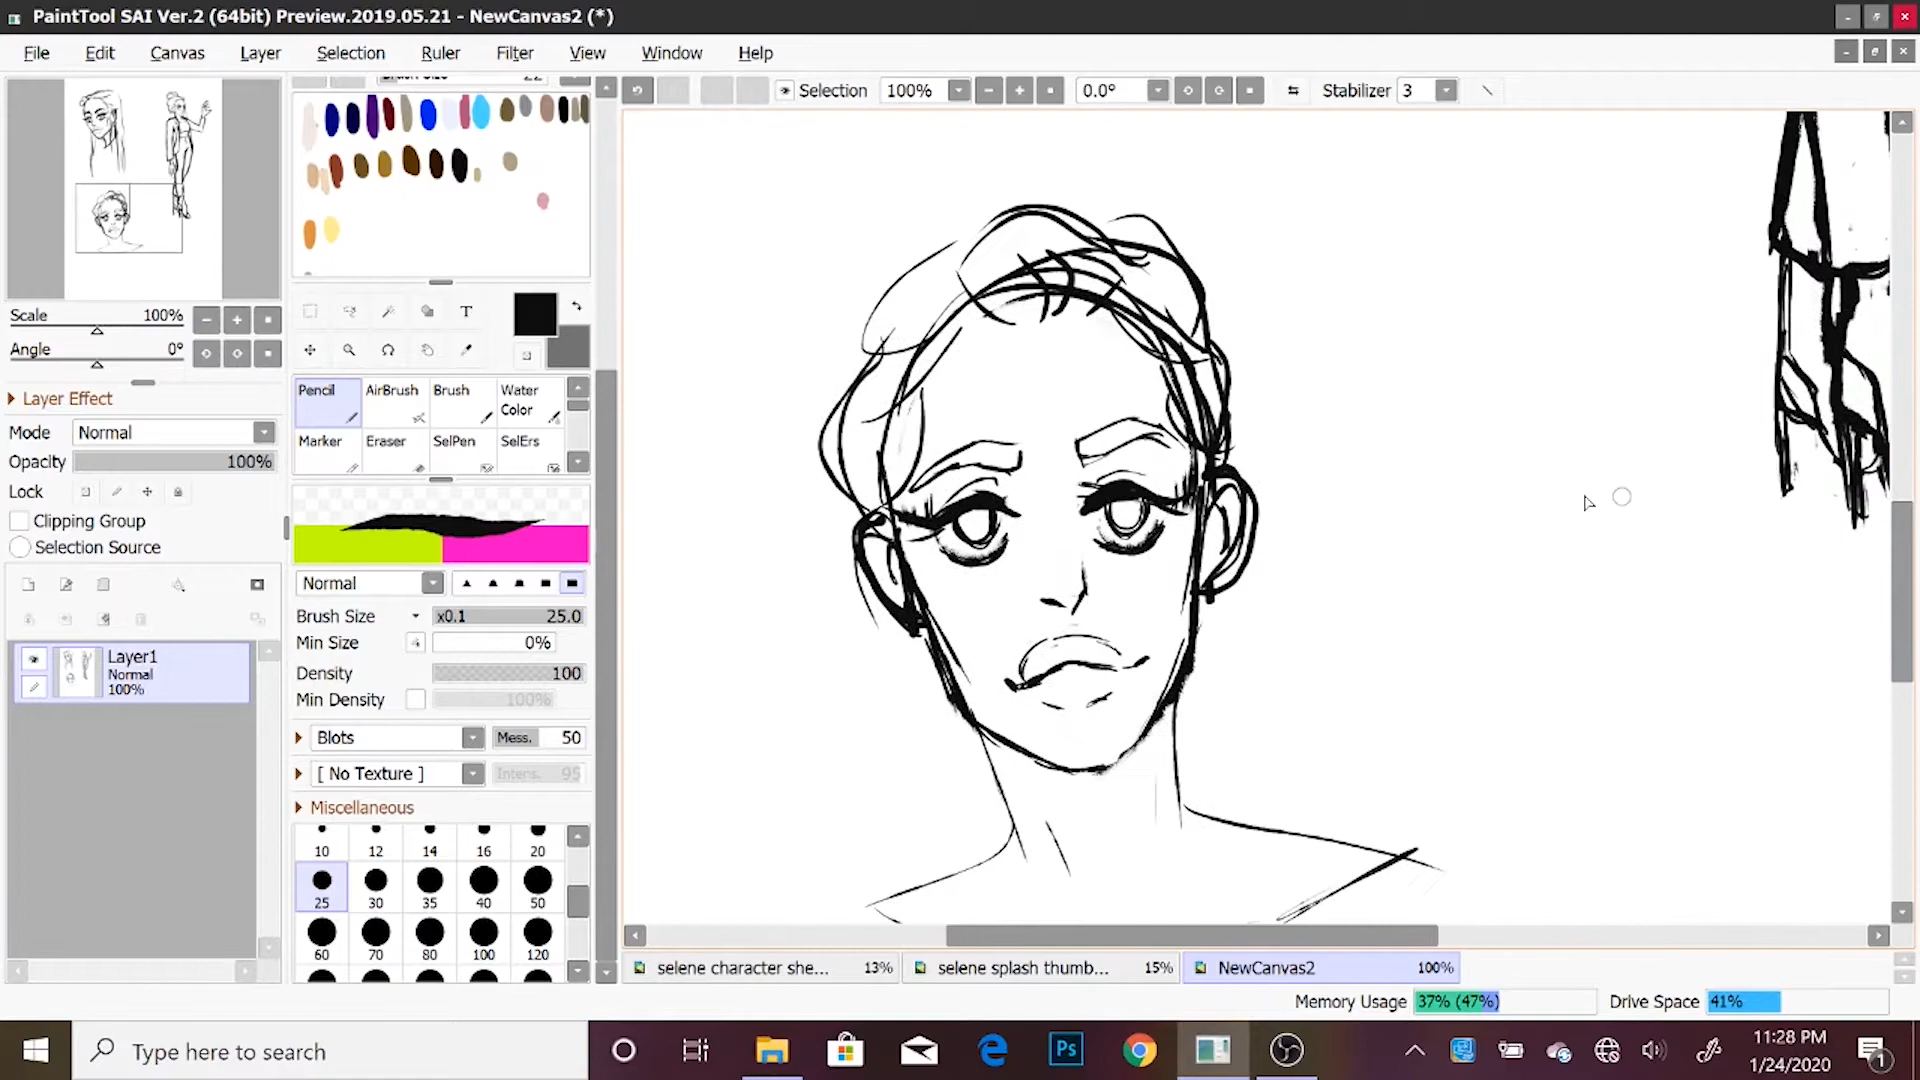 PaintTool SAI Ver.2 (64bit) Preview.2019.05.21 - NewCanvas2 (*)
File Edit Canvas Layer Selection Ruler Filter View Window Help
Selection 100% 0.0° Stabilizer 3
Scale 100%
Angle 0°
Layer Effect
Mode Normal
Opacity 100%
Lock
Clipping Group
Selection Source
Layer1
Normal
100%
T
Pencil AirBrush Brush Water Color
Marker Eraser SelPen SelErs
Normal
Brush Size x0.1 25.0
Min Size 0%
Density 100
Min Density 100%
Blots Mess. 50
[ No Texture ] Intens. 95
Miscellaneous
10 12 14 16 20
25 30 35 40 50
60 70 80 100 120
selene character she... 13% selene splash thumb... 15% NewCanvas2 100%
Memory Usage 37% (47%) Drive Space 41%
Type here to search
Ps
11:28 PM
1/24/2020
1